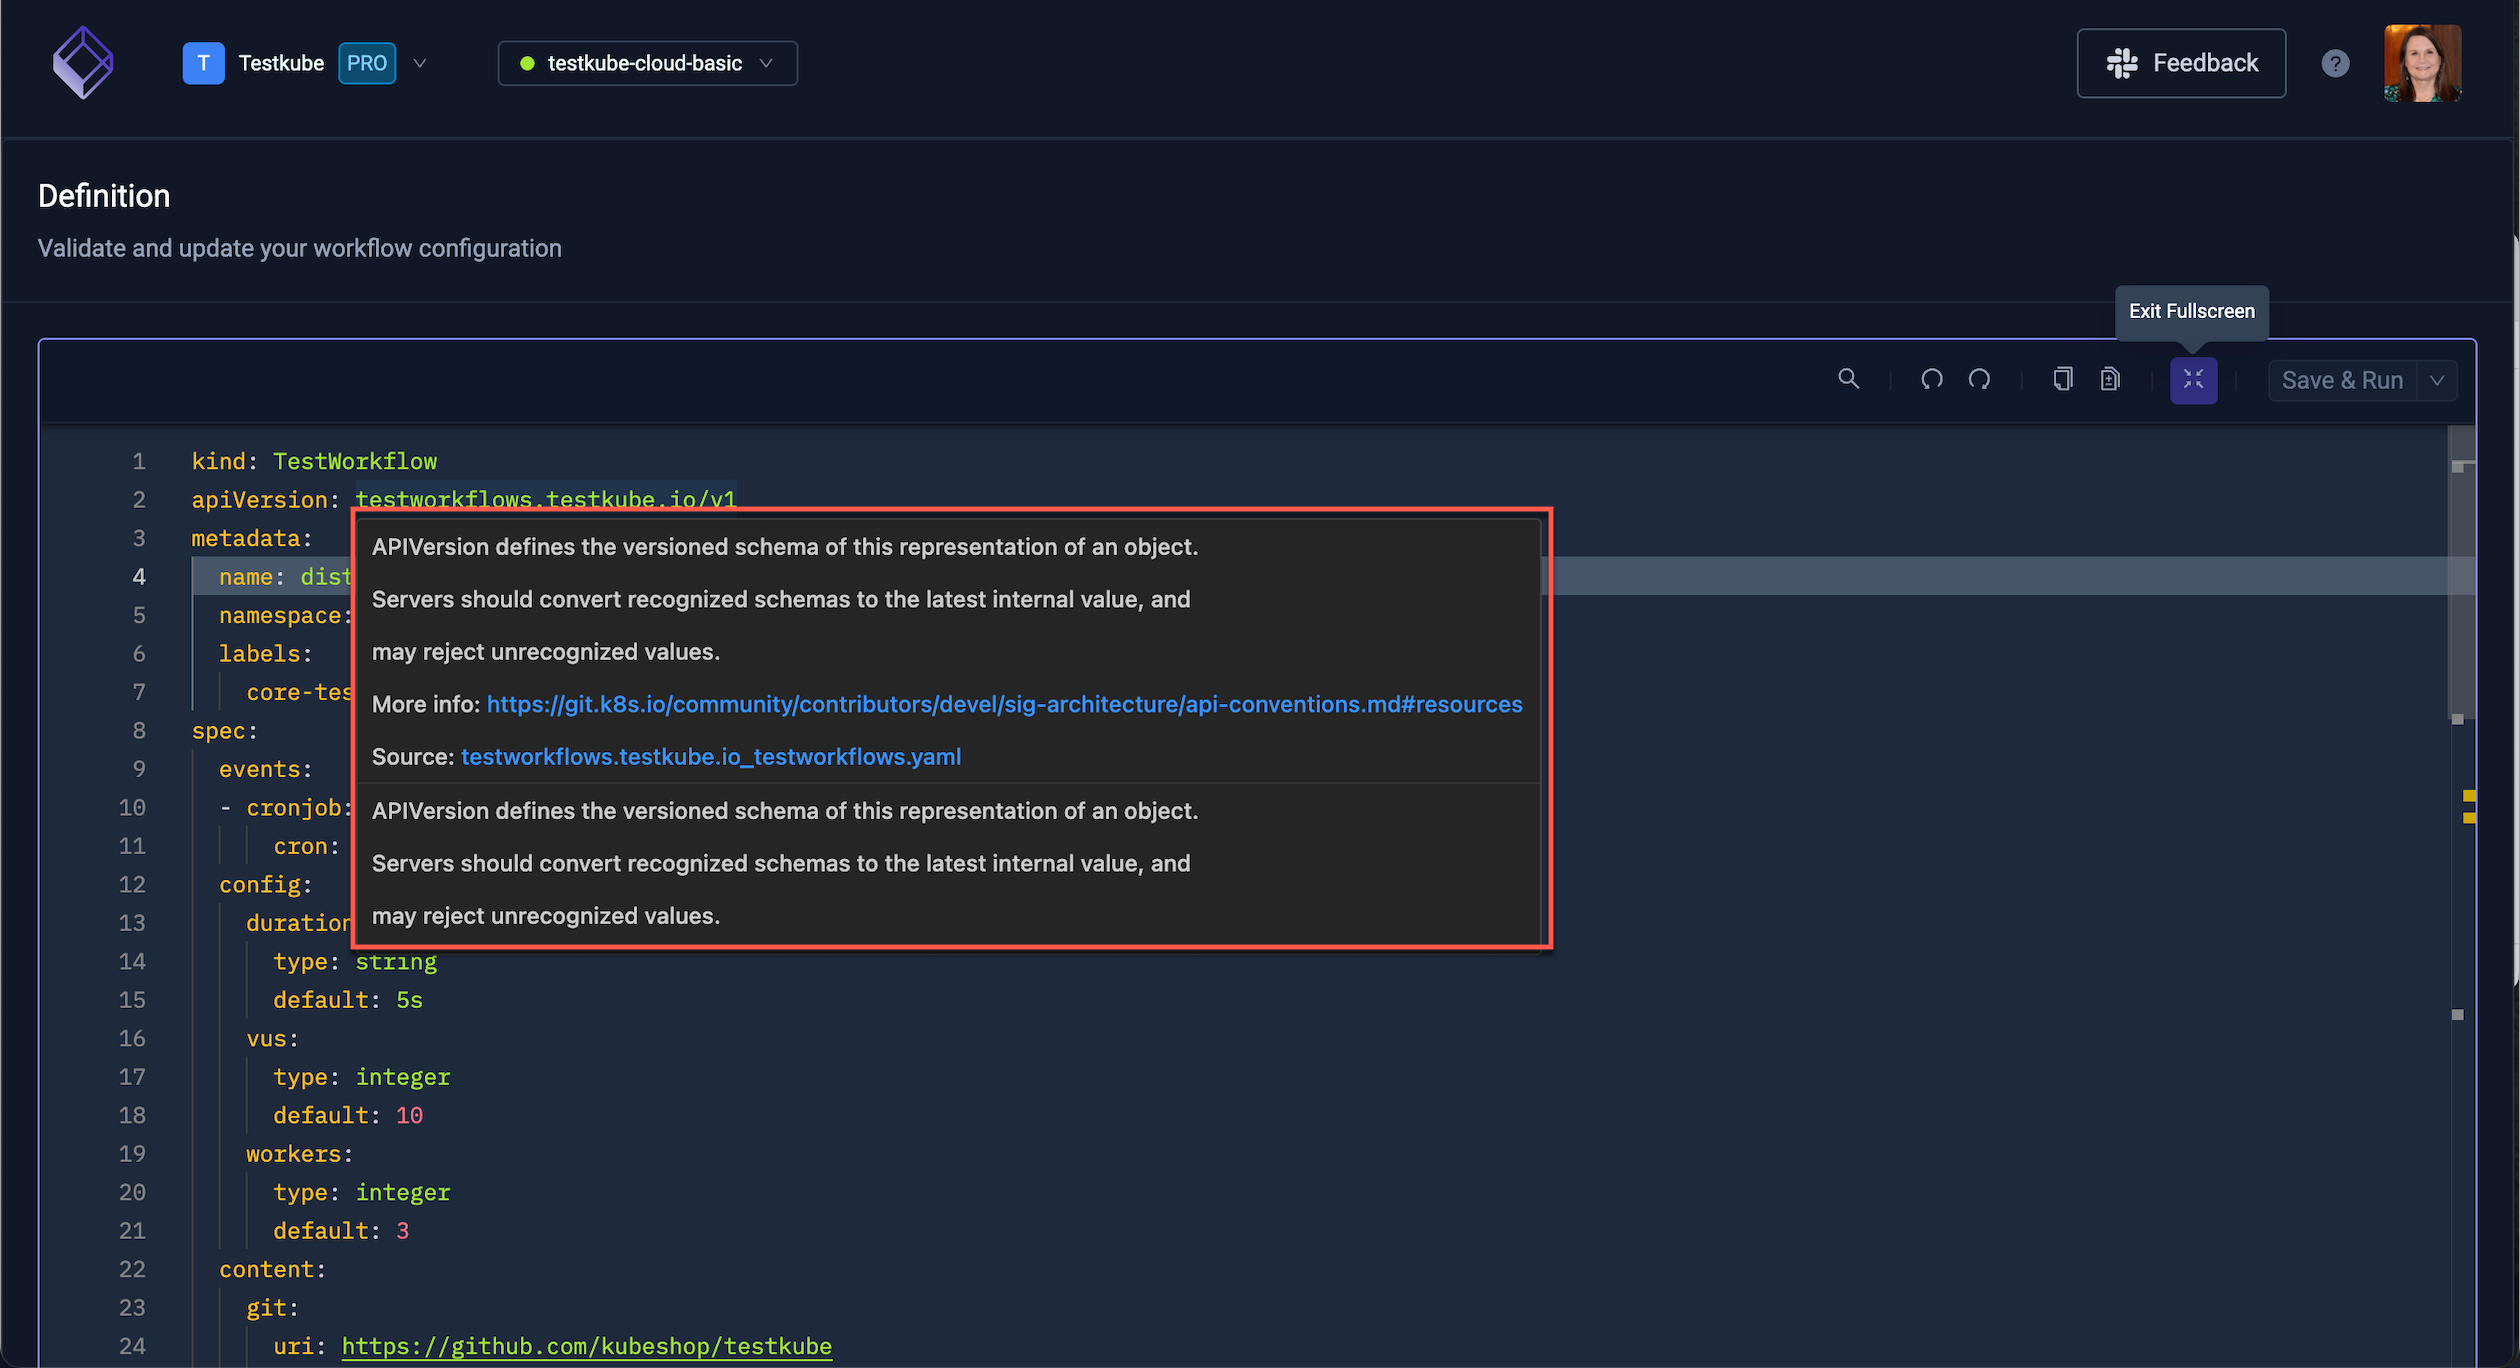 T Testkube PRO
testkube-cloud-basic
Feedback
?
Definition
Validate and update your workflow configuration
Exit Fullscreen
Save & Run
1 kind: TestWorkflow
2 apiVersion: testworkflows.testkube.io/v1
3 metadata:
4 name: dist
5 namespace:
6 labels:
7 core-tes
8 spec:
9 events:
10 - cronjob:
11 cron:
12 config:
13 duration
14 type: string
15 default: 5s
16 vus:
17 type: integer
18 default: 10
19 workers:
20 type: integer
21 default: 3
22 content:
23 git:
24 uri: https://github.com/kubeshop/testkube
APIVersion defines the versioned schema of this representation of an object.
Servers should convert recognized schemas to the latest internal value, and
may reject unrecognized values.
More info: https://git.k8s.io/community/contributors/devel/sig-architecture/api-conventions.md#resources
Source: testworkflows.testkube.io_testworkflows.yaml
APIVersion defines the versioned schema of this representation of an object.
Servers should convert recognized schemas to the latest internal value, and
may reject unrecognized values.